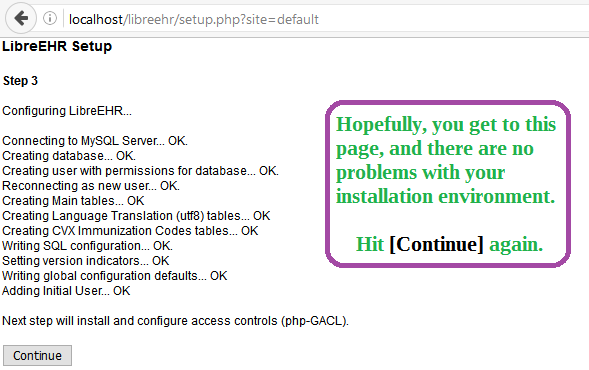 localhost/libreehr/setup.php?site=default
LibreEHR Setup
Step 3
Configuring LibreEHR...
Connecting to MySQL Server... OK.
Creating database... OK.
Creating user with permissions for database... OK.
Reconnecting as new user... OK.
Creating Main tables... OK
Creating Language Translation (utf8) tables... OK
Creating CVX Immunization Codes tables... OK
Writing SQL configuration... OK.
Setting version indicators... OK
Writing global configuration defaults... OK
Adding Initial User... OK
Next step will install and configure access controls (php-GACL).
Continue
Hopefully, you get to this
page, and there are no
problems with your
installation environment.
Hit [Continue] again.